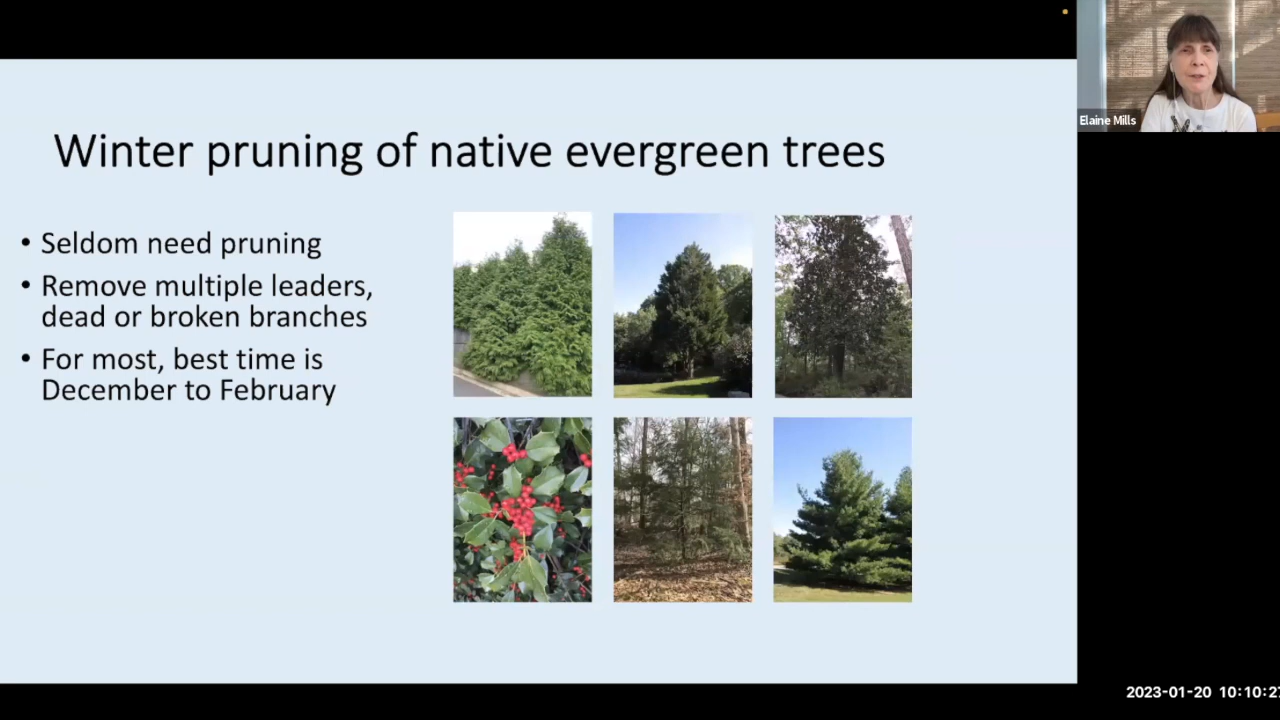 Winter pruning of native evergreen trees
• Seldom need pruning
• Remove multiple leaders,
dead or broken branches
• For most, best time is
December to February
Elaine Mills
2023-01-20 10:10:27